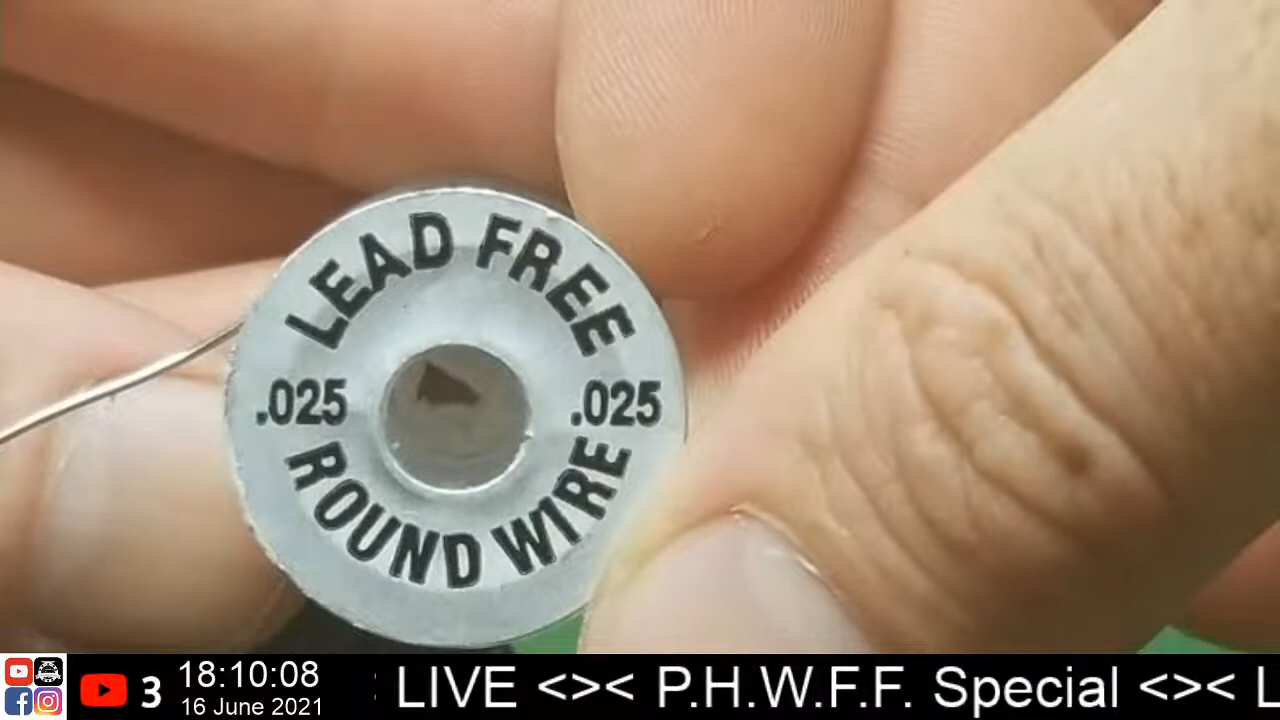 LEAD FREE
.025 .025
ROUND WIRE
3
18:10:08
16 June 2021
LIVE <>< P.H.W.F.F. Special <>< L